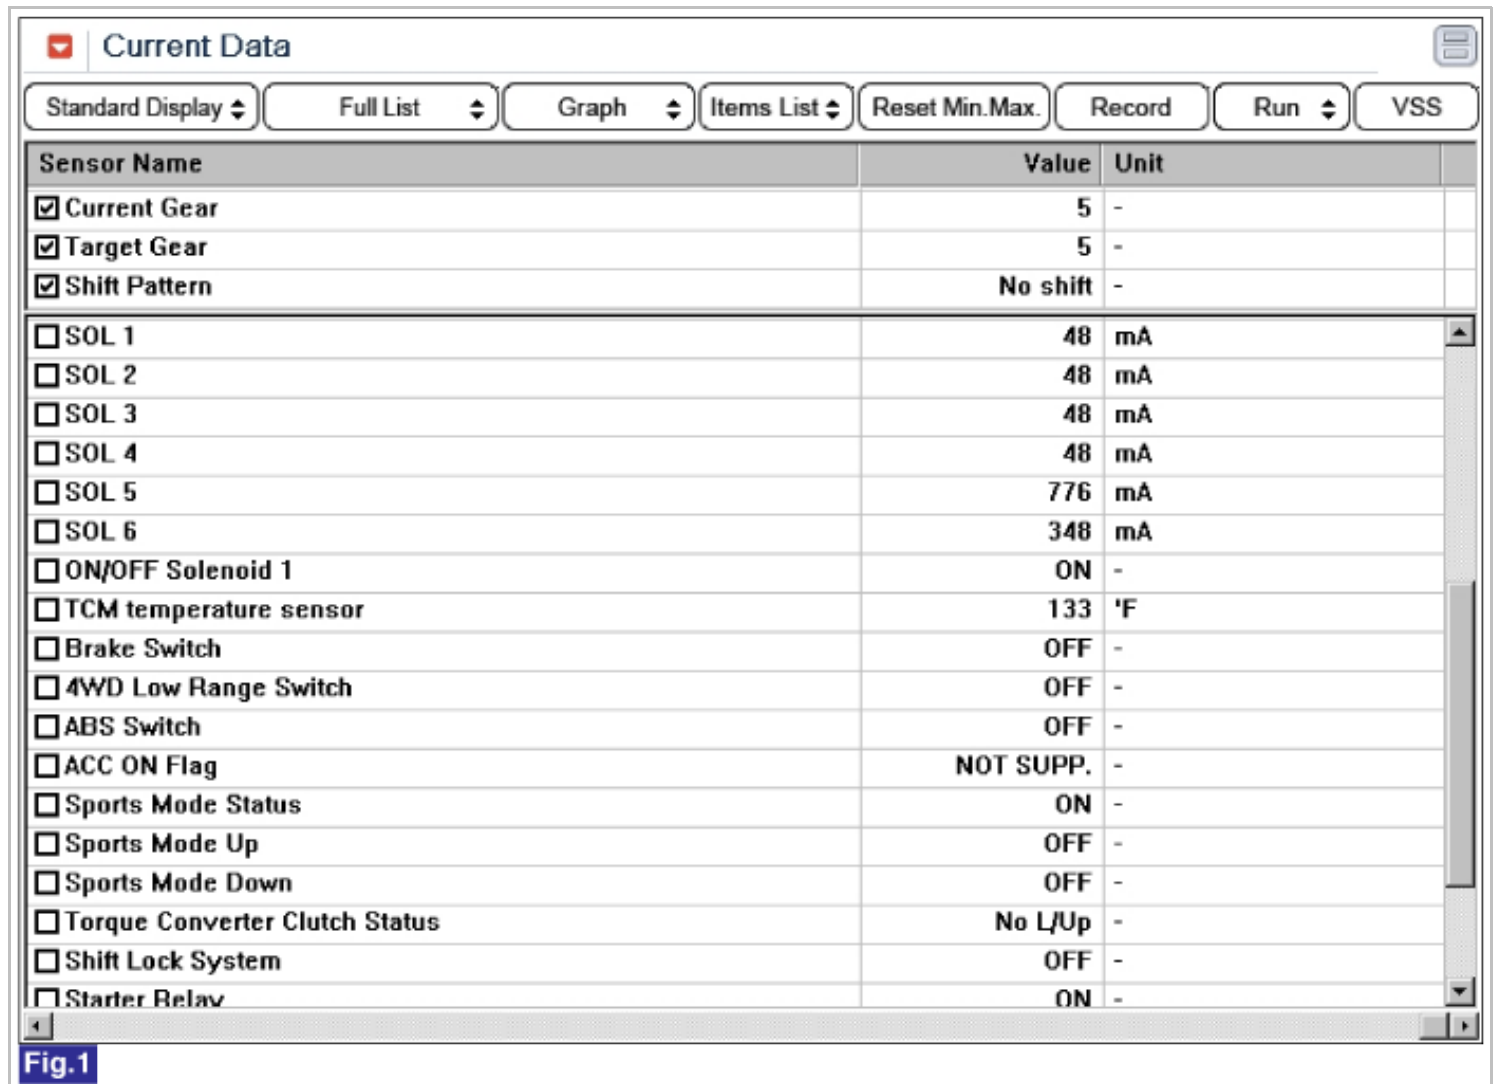 Current Data
Standard Display Full List Graph Items List Reset Min.Max. Record Run VSS
Sensor Name Value Unit
Current Gear 5 -
Target Gear 5 -
Shift Pattern No shift -
SOL 1 48 mA
SOL 2 48 mA
SOL 3 48 mA
SOL 4 48 mA
SOL 5 776 mA
SOL 6 348 mA
ON/OFF Solenoid 1 ON -
TCM temperature sensor 133 'F
Brake Switch OFF -
4WD Low Range Switch OFF -
ABS Switch OFF -
ACC ON Flag NOT SUPP. -
Sports Mode Status ON -
Sports Mode Up OFF -
Sports Mode Down OFF -
Torque Converter Clutch Status No L/Up -
Shift Lock System OFF -
Starter Relay ON -
Fig.1